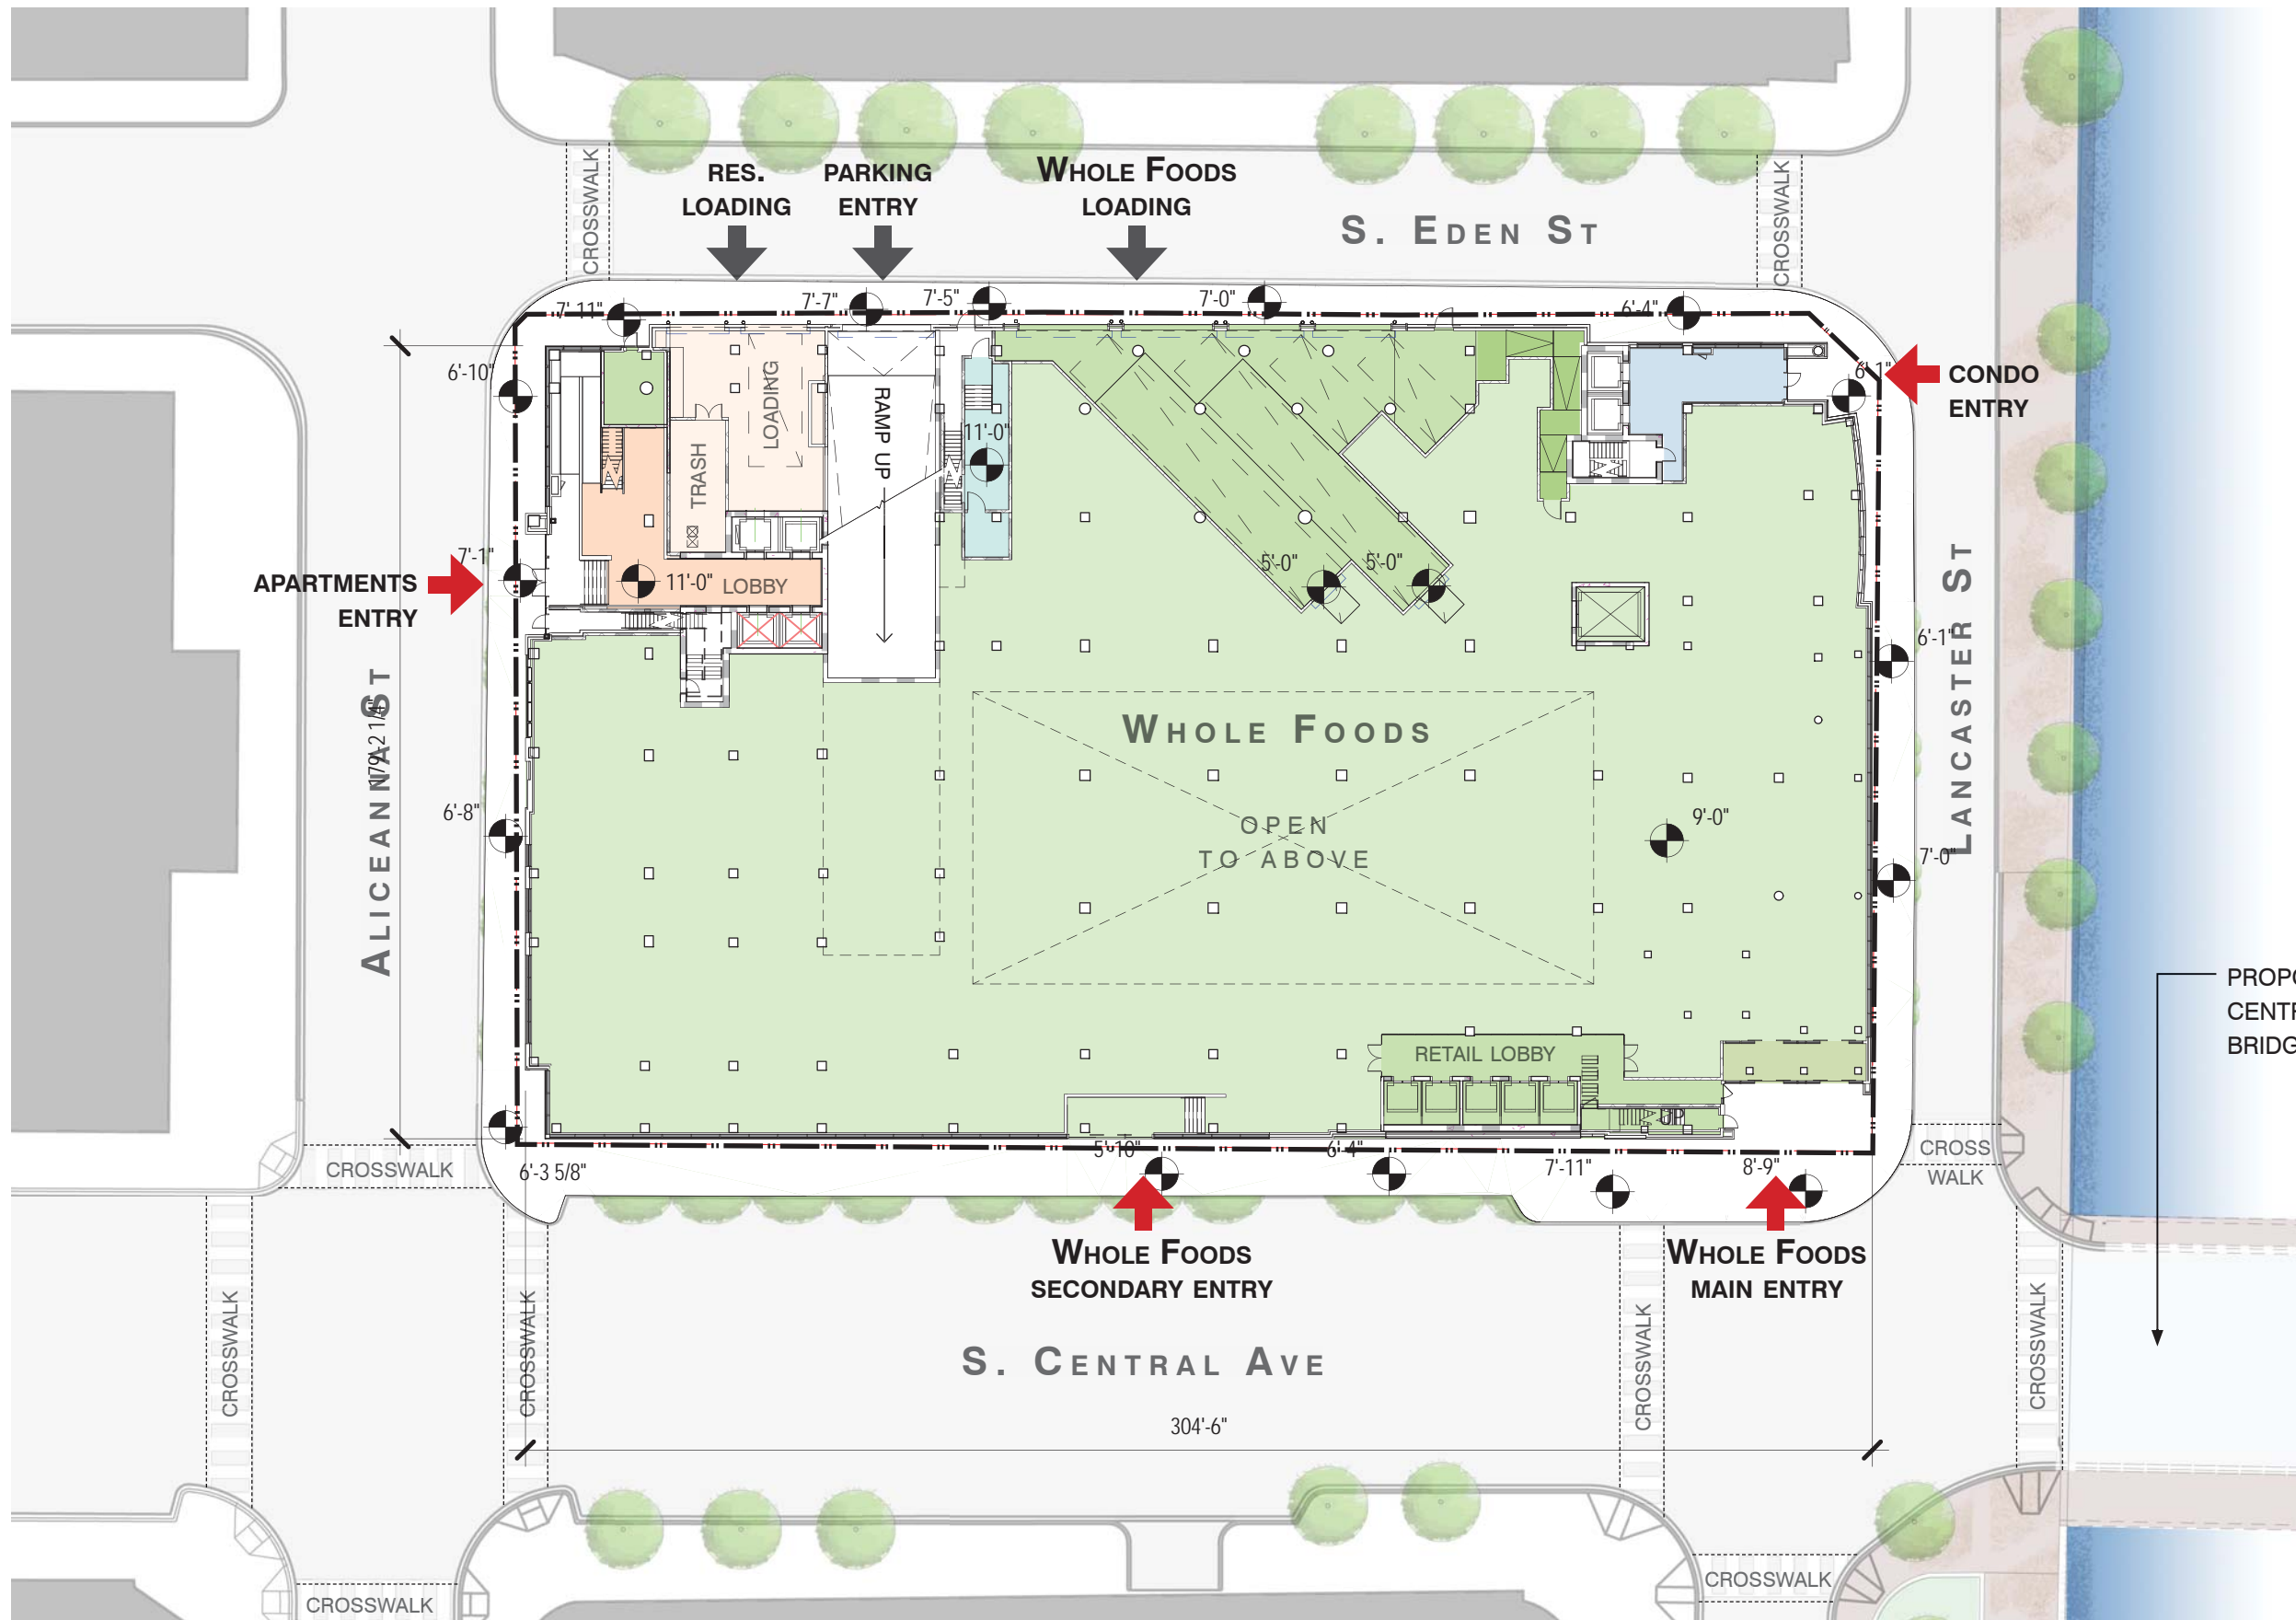 CROSSWALK
RES.
LOADING
PARKING
ENTRY
WHOLE FOODS
LOADING
S. EDEN ST
CROSSWALK
7'-11"
7'-7"
7'-5"
7'-0"
6'-4"
6'-10"
6'-1"
CONDO
ENTRY
LOADING
RAMP UP
TRASH
11'-0"
7'-1"
APARTMENTS
ENTRY
11'-0"
LOBBY
5'-0"
5'-0"
6'-1"
LANCASTER ST
ALICEANNA ST
WHOLE FOODS
OPEN
TO ABOVE
9'-0"
6'-8"
7'-0"
RETAIL LOBBY
UP
CROSSWALK
6'-3 5/8"
5'-10"
6'-4"
7'-11"
8'-9"
CROSS
WALK
WHOLE FOODS
SECONDARY ENTRY
WHOLE FOODS
MAIN ENTRY
CROSSWALK
CROSSWALK
CROSSWALK
CROSSWALK
S. CENTRAL AVE
304'-6"
CROSSWALK
CROSSWALK